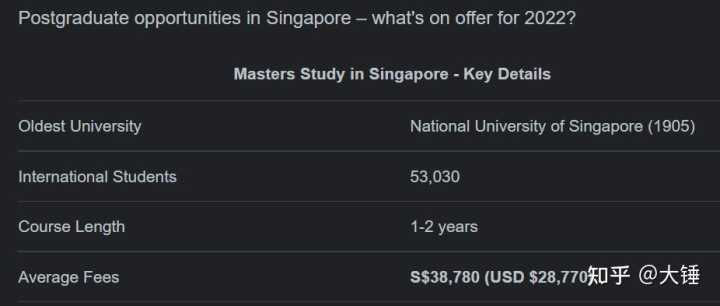 Postgraduate opportunities in Singapore – what's on offer for 2022?
Masters Study in Singapore - Key Details
Oldest University National University of Singapore (1905)
International Students 53,030
Course Length 1-2 years
Average Fees S$38,780 (USD $28,770
知乎 @大锤